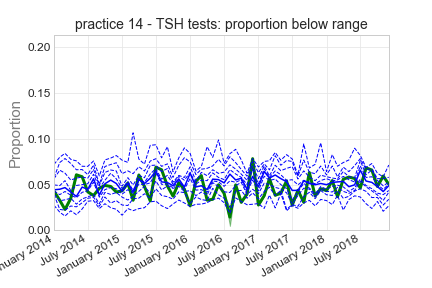 practice 14 - TSH tests: proportion below range
0.20
0.15
0.10
0.05
0.00
Proportion
nuary 2014
July 2014
January 2015
July 2015
January 2016
July 2016
January 2017
July 2017
January 2018
July 2018